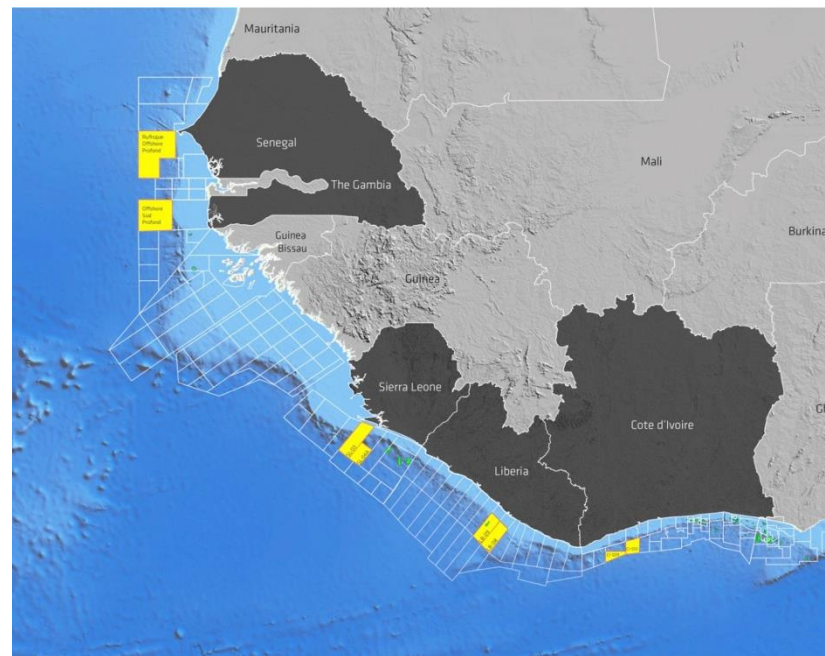 Mauritania
Rufisque
Offshore
Profond
Senegal
Mali
The Gambia
Offshore
Sud
Profond
Guinea
Bissau
Burkina
Guinea
Sierra Leone
Cote d'Ivoire
Liberia